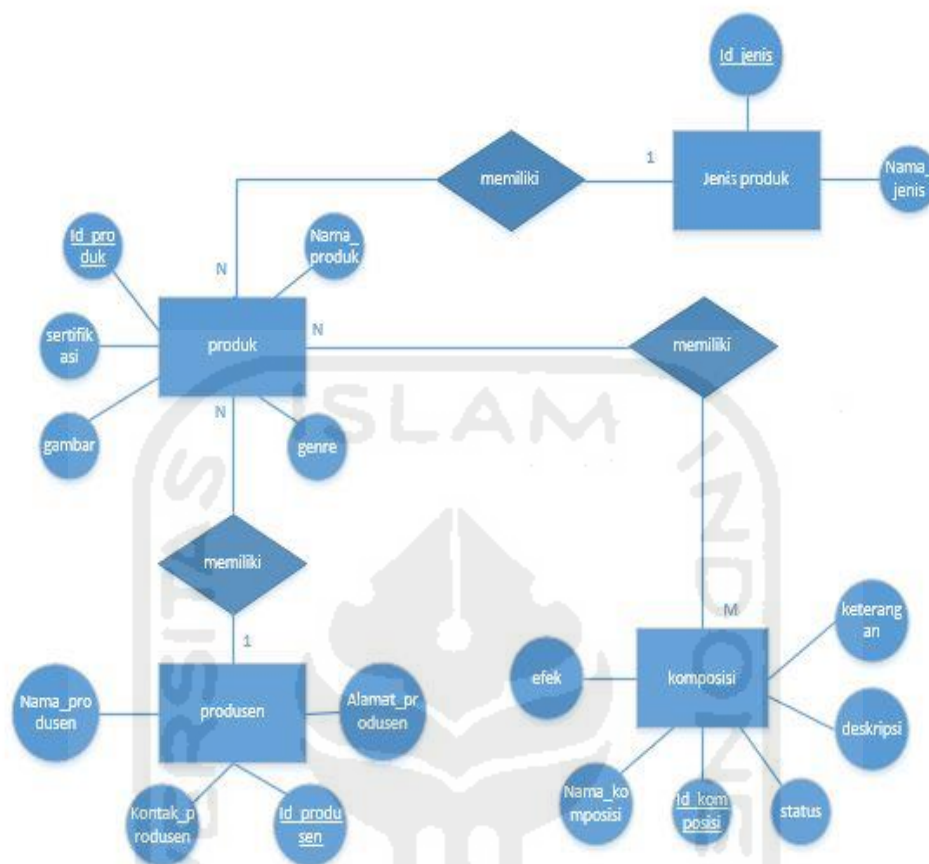 Id_jenis
memiliki
1
Jenis produk
Nama_
jenis
Id_pro
duk
Nama_
produk
N
sertifik
asi
produk
N
memiliki
gambar
N
genre
ISLAM
INDONE
ERSITAS
memiliki
1
M
keterang
an
Nama_pro
dusen
produsen
Alamat_pr
odusen
efek
komposisi
deskripsi
Kontak_p
rodusen
Id_produ
sen
Nama_ko
mposisi
Id_kom
posisi
status